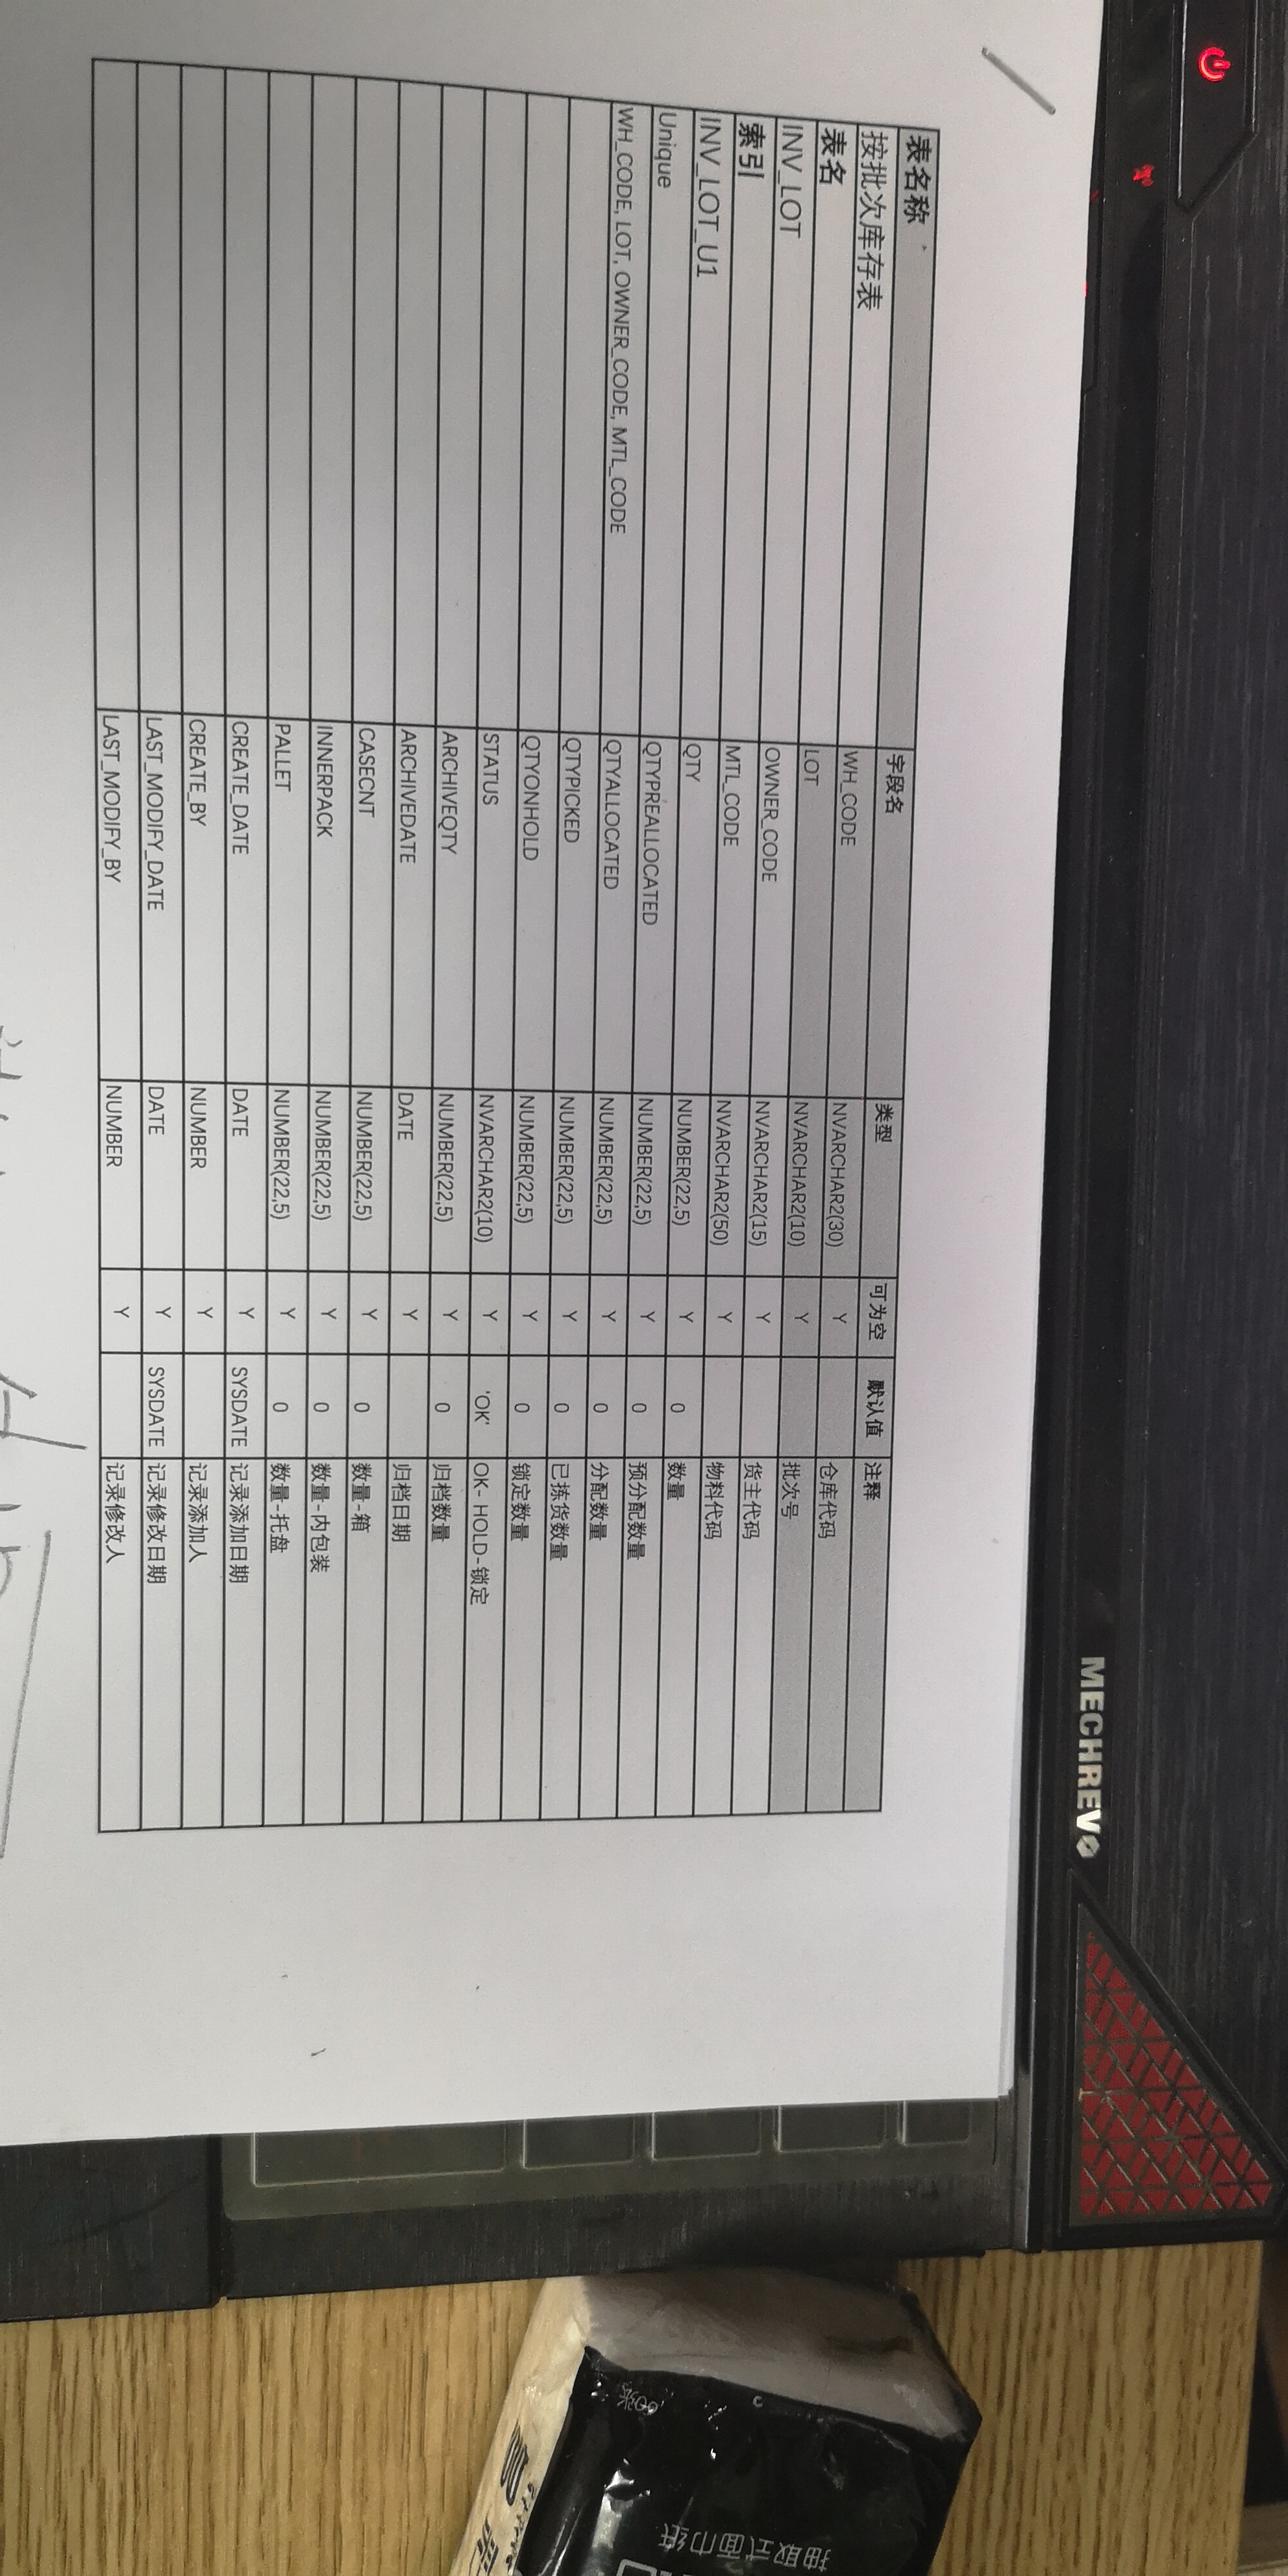 表名称 字段名 类型 可为空 默认值 注释
按批次库存表 WH_CODE NVARCHAR2(30) Y 仓库代码
表名 LOT NVARCHAR2(10) Y 批次号
INV_LOT OWNER_CODE NVARCHAR2(15) Y 货主代码
索引 MTL_CODE NVARCHAR2(50) Y 物料代码
INV_LOT_U1 QTY NUMBER(22,5) Y 0 数量
Unique QTYPREALLOCATED NUMBER(22,5) Y 0 预分配数量
WH_CODE, LOT, OWNER_CODE, MTL_CODE QTYALLOCATED NUMBER(22,5) Y 0 分配数量
QTYPICKED NUMBER(22,5) Y 0 已拣货数量
QTYONHOLD NUMBER(22,5) Y 0 锁定数量
STATUS NVARCHAR2(10) Y 'OK' OK- HOLD-锁定
ARCHIVEQTY NUMBER(22,5) Y 0 归档数量
ARCHIVEDATE DATE Y 归档日期
CASECNT NUMBER(22,5) Y 0 数量-箱
INNERPACK NUMBER(22,5) Y 0 数量-内包装
PALLET NUMBER(22,5) Y 0 数量-托盘
CREATE_DATE DATE Y SYSDATE 记录添加日期
CREATE_BY NUMBER Y 记录添加人
LAST_MODIFY_DATE DATE Y SYSDATE 记录修改日期
LAST_MODIFY_BY NUMBER Y 记录修改人
MECHREVO
抽取式面巾纸